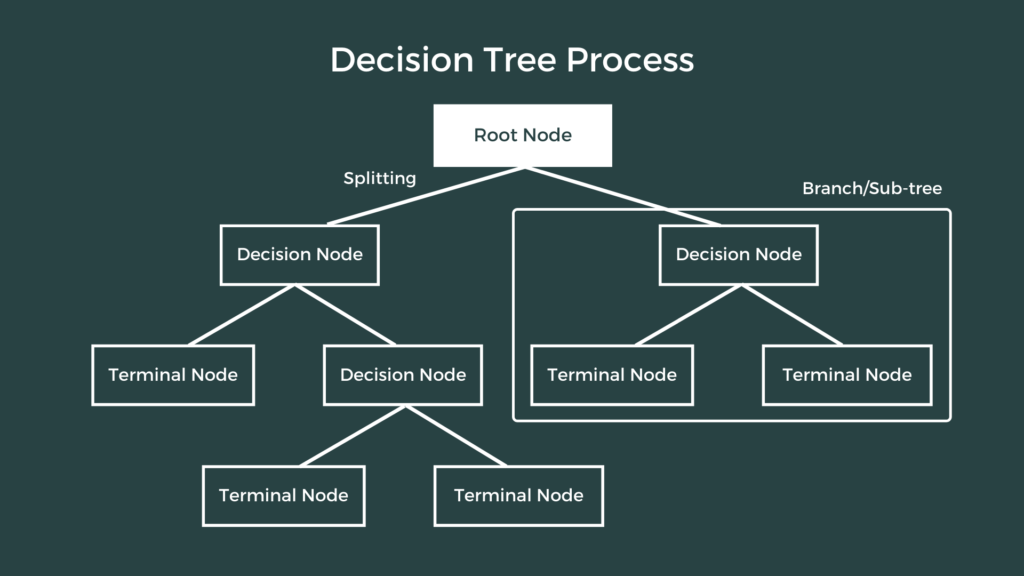 Decision Tree Process
Root Node
Splitting
Branch/Sub-tree
Decision Node
Decision Node
Terminal Node
Decision Node
Terminal Node
Terminal Node
Terminal Node
Terminal Node